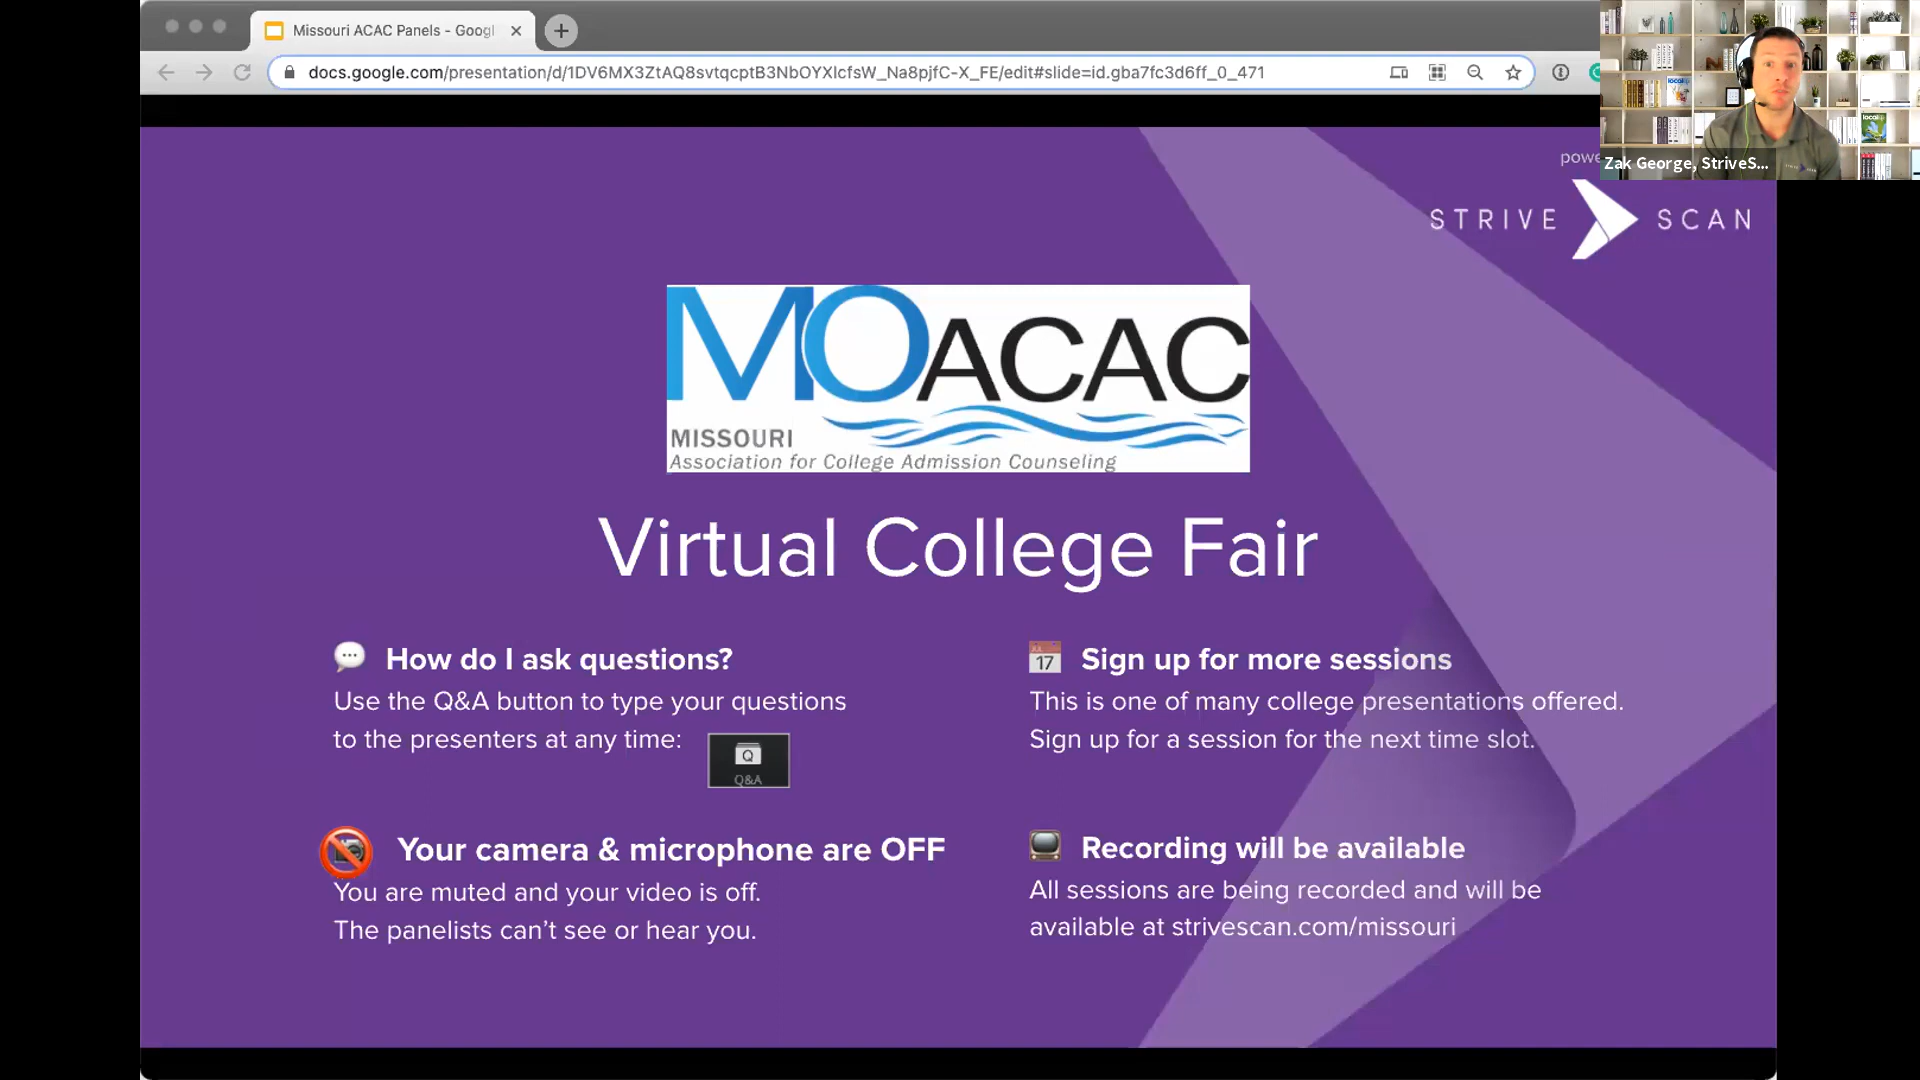 Missouri ACAC Panels - Googl
docs.google.com/presentation/d/1DV6MX3ZtAQ8svtqcptB3NbOYXIcfsW_Na8pjfC-X_FE/edit#slide=id.gba7fc3d6ff_0_471
Zak George, StriveS...
STRIVE SCAN
MOACAC
MISSOURI
Association for College Admission Counseling
Virtual College Fair
How do I ask questions?
Use the Q&A button to type your questions
to the presenters at any time:
Q
Q&A
Your camera & microphone are OFF
You are muted and your video is off.
The panelists can’t see or hear you.
17
Sign up for more sessions
This is one of many college presentations offered.
Sign up for a session for the next time slot.
Recording will be available
All sessions are being recorded and will be
available at strivescan.com/missouri